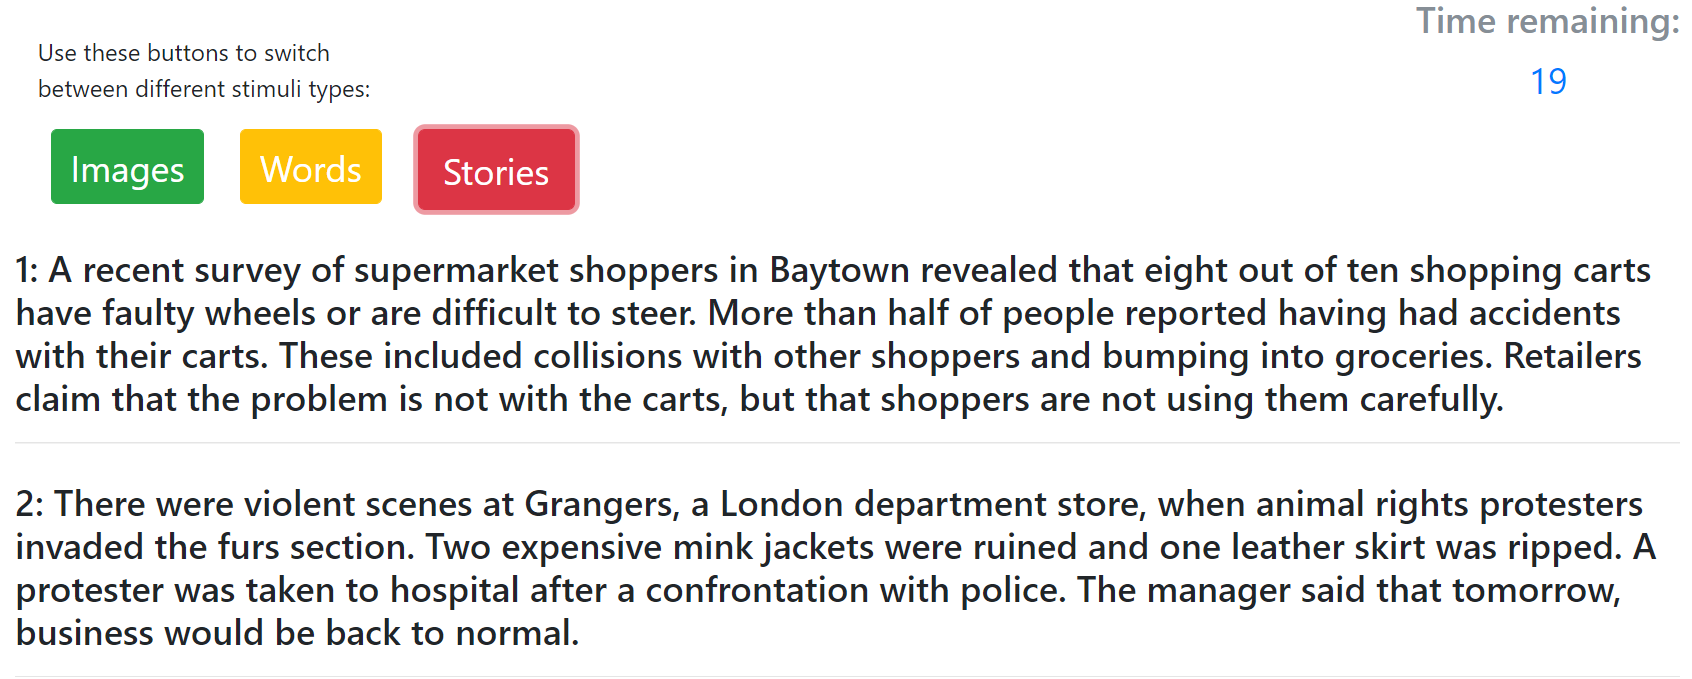 Time remaining:
19
Use these buttons to switch
between different stimuli types:
Images
Words
Stories
1: A recent survey of supermarket shoppers in Baytown revealed that eight out of ten shopping carts
have faulty wheels or are difficult to steer. More than half of people reported having had accidents
with their carts. These included collisions with other shoppers and bumping into groceries. Retailers
claim that the problem is not with the carts, but that shoppers are not using them carefully.
2: There were violent scenes at Grangers, a London department store, when animal rights protesters
invaded the furs section. Two expensive mink jackets were ruined and one leather skirt was ripped. A
protester was taken to hospital after a confrontation with police. The manager said that tomorrow,
business would be back to normal.